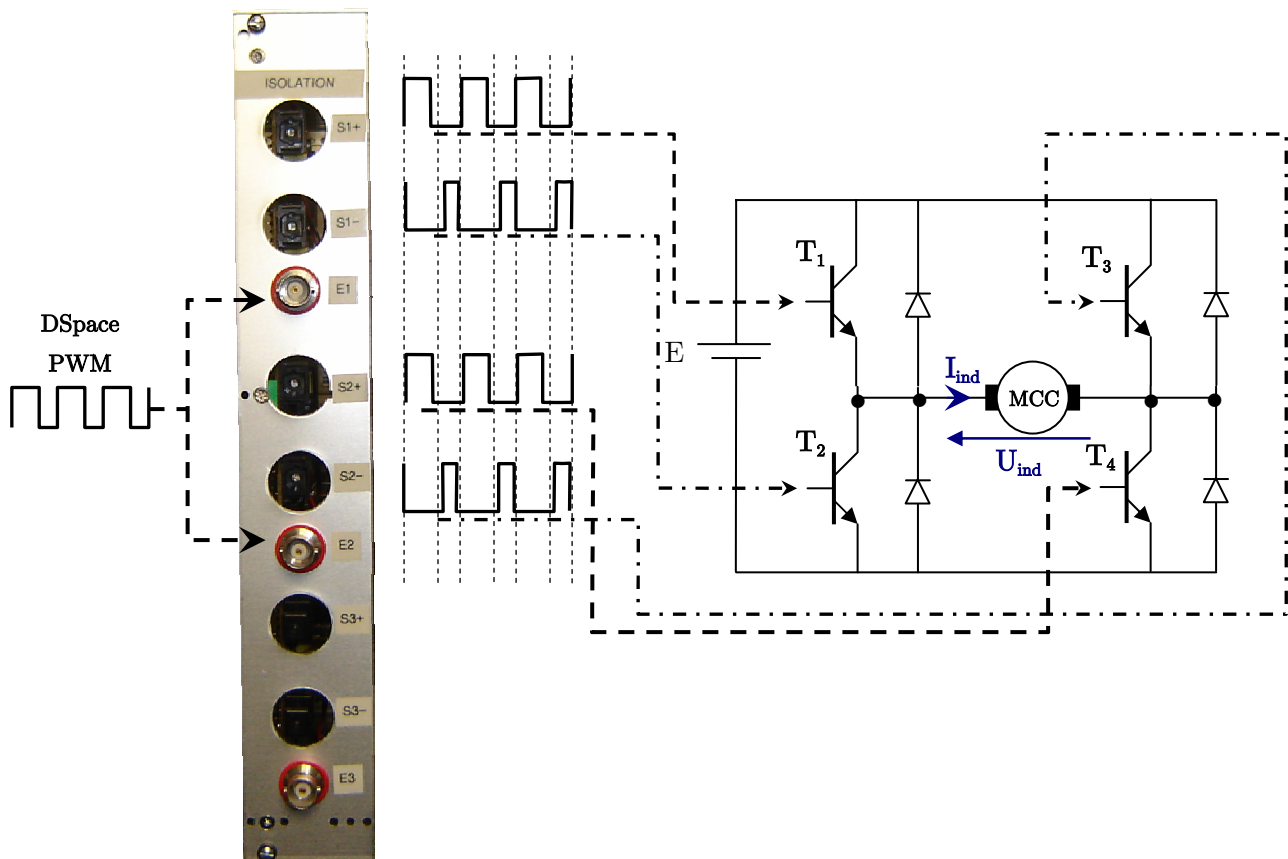 ISOLATION
S1+
S1-
E1
DSpace
PWM
S2+
S2-
E2
S3+
S3-
E3
T1
T3
E
Iind
MCC
T2
Uind
T4